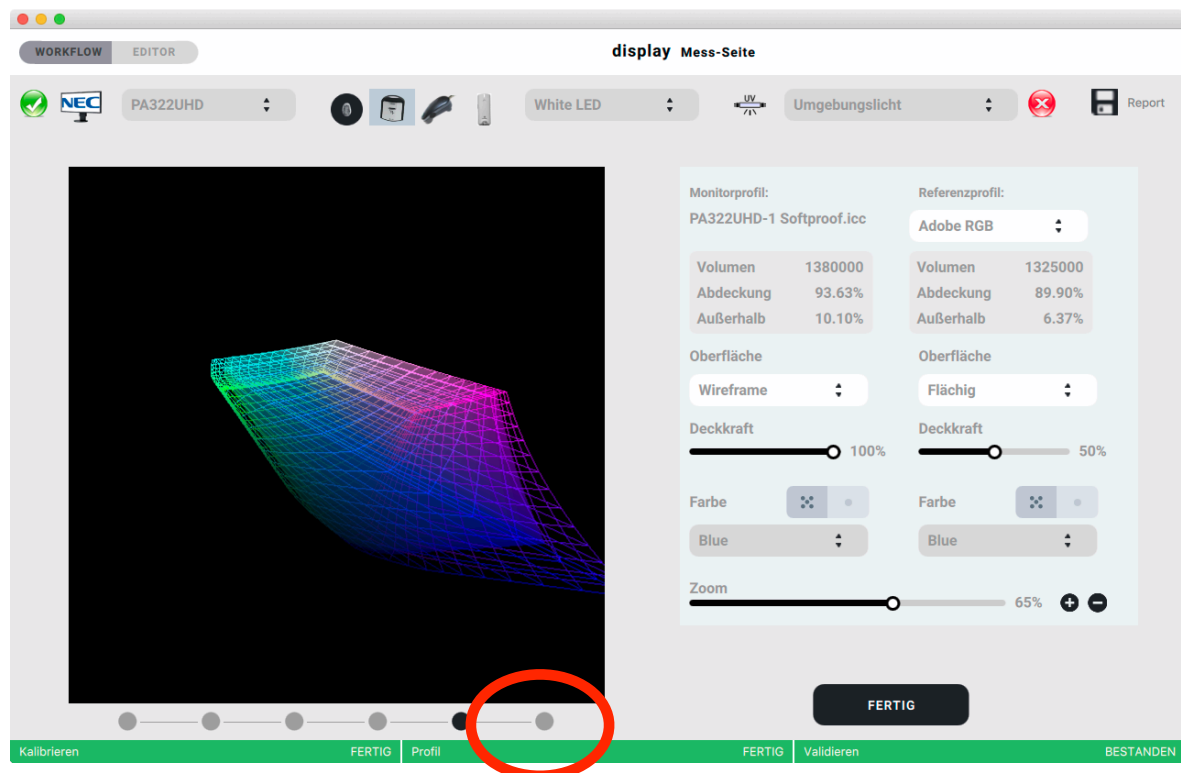 WORKFLOW EDITOR display Mess-Seite
NEC PA322UHD White LED UV Umgebungslicht Report
Monitorprofil: Referenzprofil:
PA322UHD-1 Softproof.icc Adobe RGB
Volumen 1380000 Volumen 1325000
Abdeckung 93.63% Abdeckung 89.90%
Außerhalb 10.10% Außerhalb 6.37%
Oberfläche Oberfläche
Wireframe Flächig
Deckkraft Deckkraft
100% 50%
Farbe Farbe
Blue Blue
Zoom
65%
FERTIG
Kalibrieren FERTIG Profil FERTIG Validieren BESTANDEN